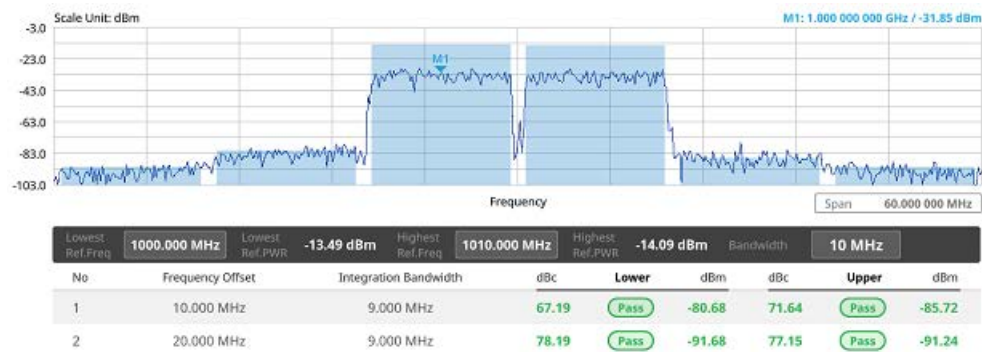 Scale Unit: dBm M1: 1.000 000 000 GHz / -31.85 dBm
-3.0
M1
-23.0
-43.0
-63.0
-83.0
-103.0
Frequency Span 60.000 000 MHz
Lowest Ref.Freq 1000.000 MHz Lowest Ref.PWR -13.49 dBm Highest Ref.Freq 1010.000 MHz Highest Ref.PWR -14.09 dBm Bandwidth 10 MHz
No Frequency Offset Integration Bandwidth dBc Lower dBm dBc Upper dBm
1 10.000 MHz 9.000 MHz 67.19 Pass -80.68 71.64 Pass -85.72
2 20.000 MHz 9.000 MHz 78.19 Pass -91.68 77.15 Pass -91.24